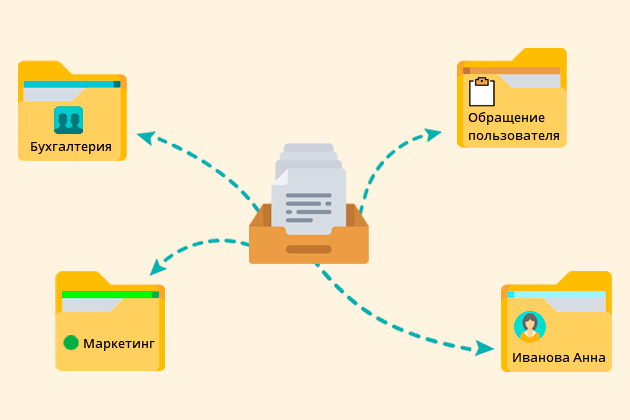 Бухгалтерия
Обращение
пользователя
Маркетинг
Иванова Анна